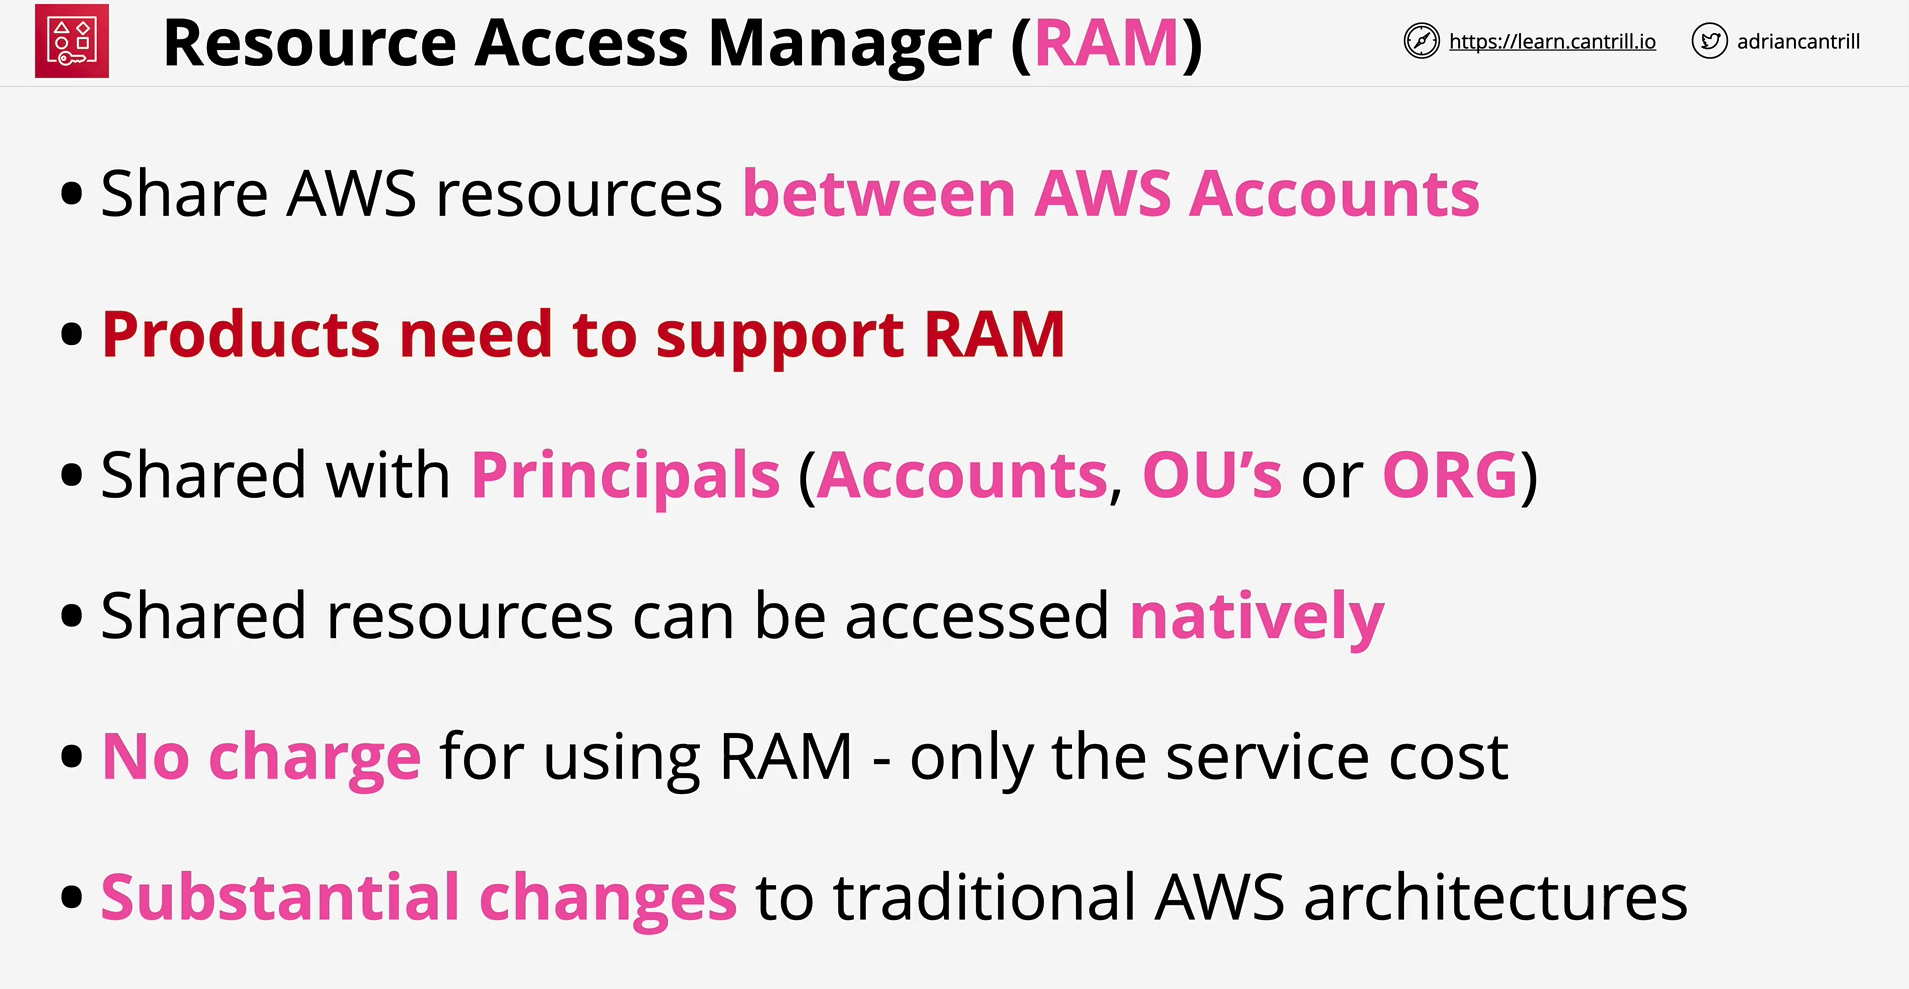 Resource Access Manager (RAM)
https://learn.cantrill.io
adriancantrill
• Share AWS resources between AWS Accounts
• Products need to support RAM
• Shared with Principals (Accounts, OU’s or ORG)
• Shared resources can be accessed natively
• No charge for using RAM - only the service cost
• Substantial changes to traditional AWS architectures